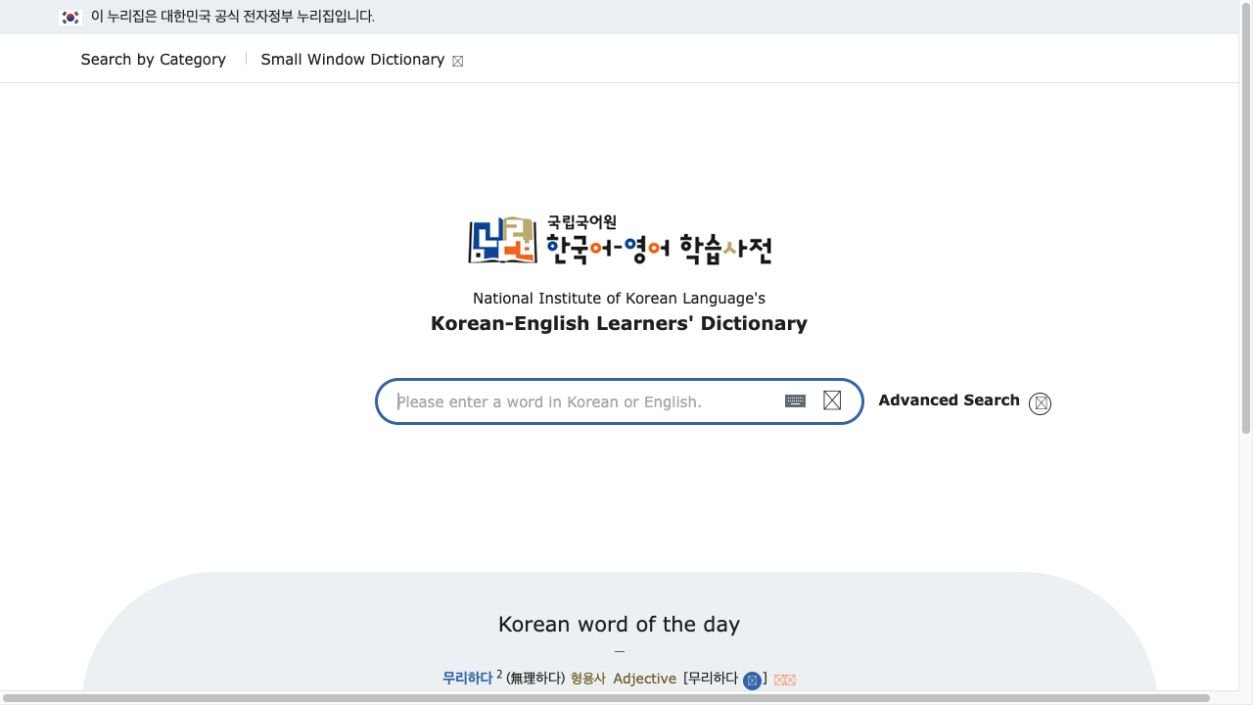 이 누리집은 대한민국 공식 전자정부 누리집입니다.
Search by Category
Small Window Dictionary
국립국어원
한국어-영어 학습사전
National Institute of Korean Language's
Korean-English Learners' Dictionary
Please enter a word in Korean or English.
Advanced Search
Korean word of the day
무리하다 2 (無理하다) 형용사 Adjective [무리하다 ]